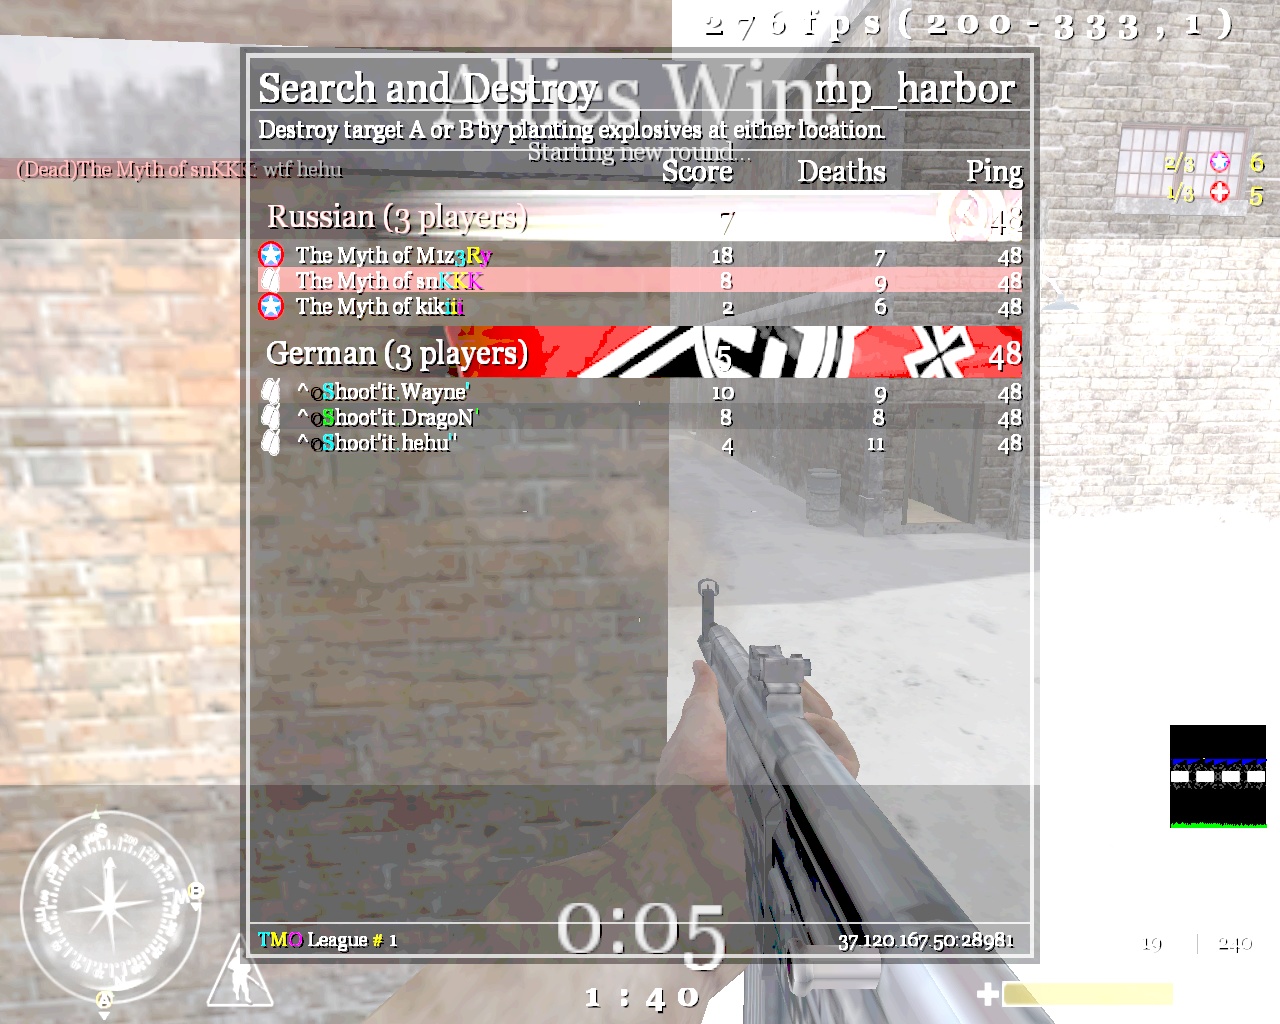 276fps(200-333,1)
Allies Win!
Search and Destroy mp_harbor
Destroy target A or B by planting explosives at either location.
Starting new round...
(Dead)The Myth of snKKK: wtf hehu
2/3 6
1/3 5
Score Deaths Ping
Russian (3 players) 7 48
The Myth of M1z3Ry 18 7 48
The Myth of snKKK 8 9 48
The Myth of kikiii 2 6 48
German (3 players) 5 48
^0Shoot'it.Wayne' 10 9 48
^0Shoot'it.DragoN' 8 8 48
^0Shoot'it.hehu'' 4 11 48
S
B
A
TMO League # 1 37.120.167.50:28981
0:05
1:40
19 | 240